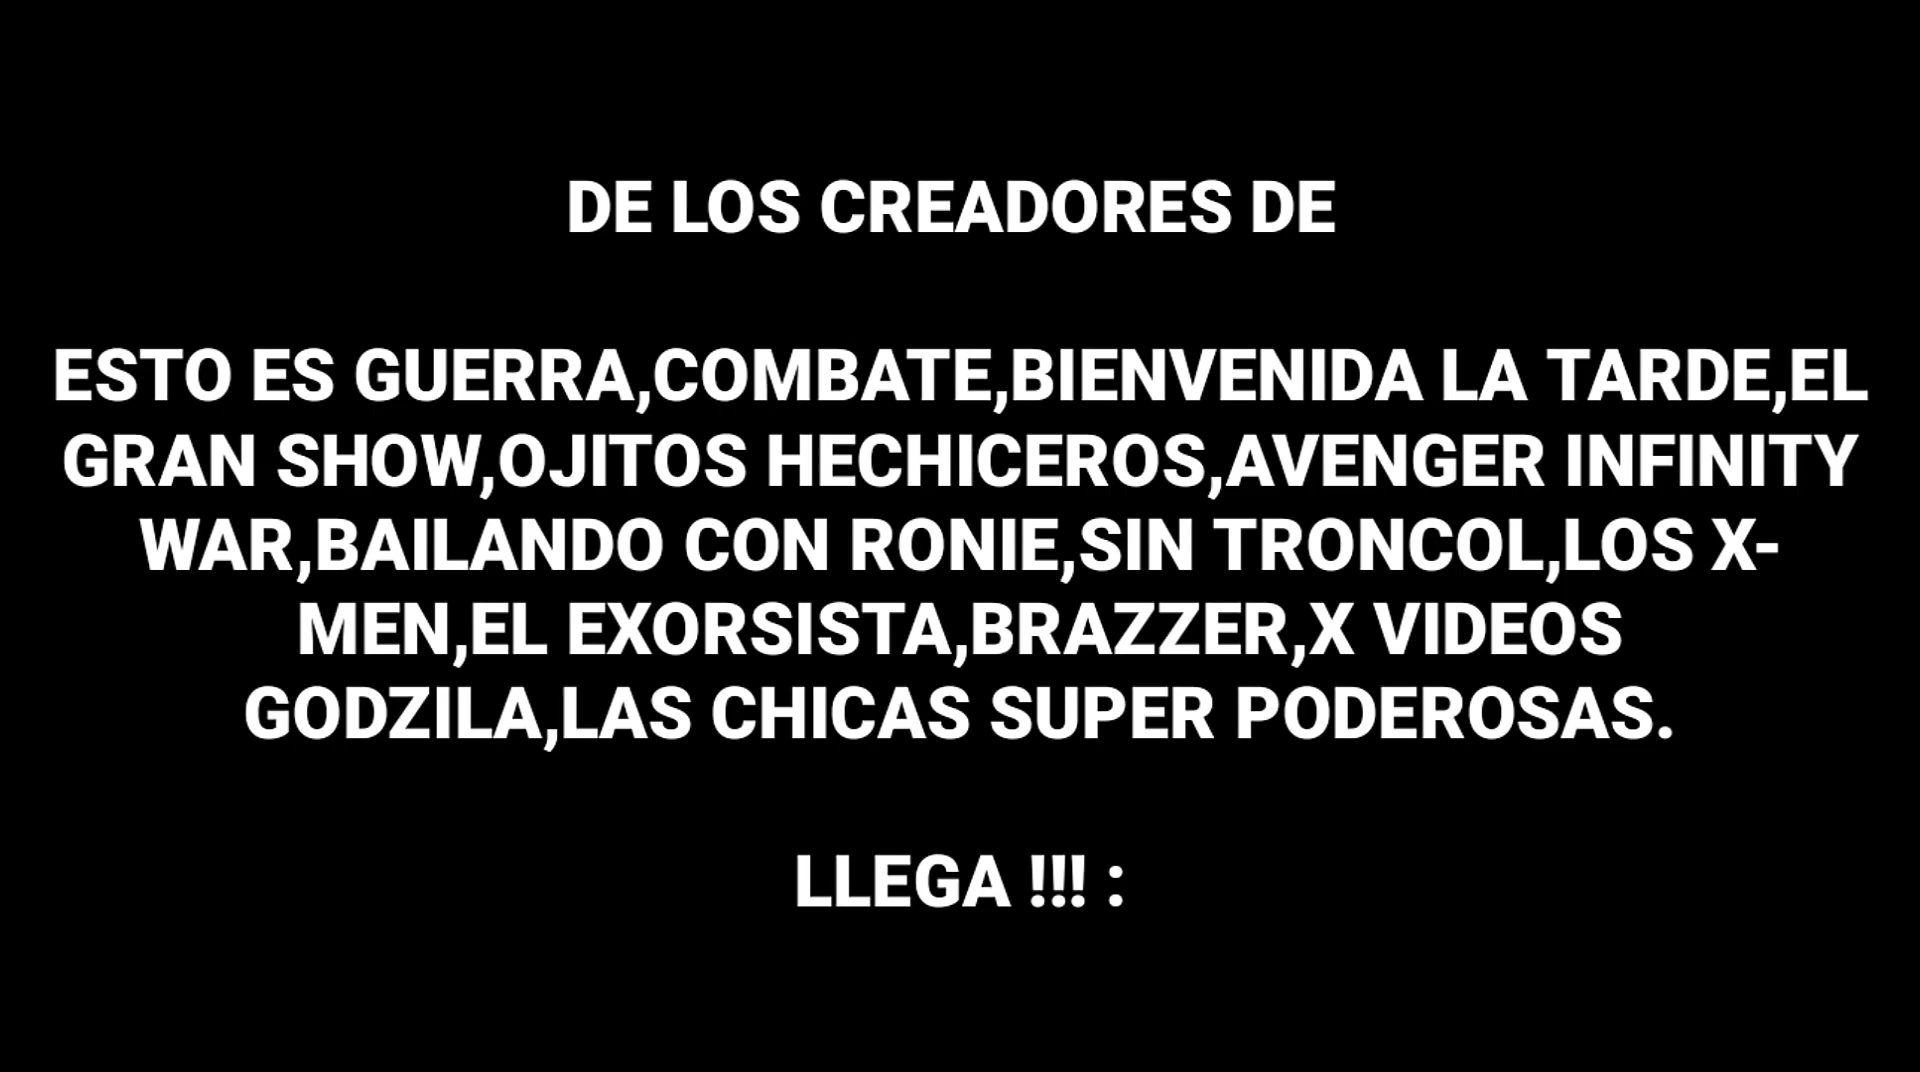 DE LOS CREADORES DE
ESTO ES GUERRA,COMBATE,BIENVENIDA LA TARDE,EL
GRAN SHOW,OJITOS HECHICEROS,AVENGER INFINITY
WAR,BAILANDO CON RONIE,SIN TRONCOL,LOS X-
MEN,EL EXORSISTA,BRAZZER,X VIDEOS
GODZILA,LAS CHICAS SUPER PODEROSAS.
LLEGA !!! :